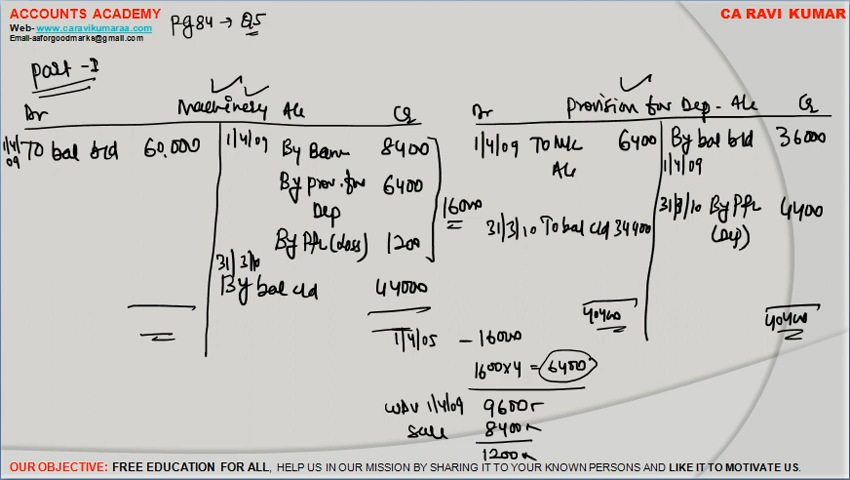 ACCOUNTS ACADEMY
CA RAVI KUMAR
Web- www.caravikumaraa.com
Email-aaforgoodmarks@gmail.com
Pg 84 → Q5
Part - I
Dr Machinery A/c Cr
1/4/09 To bal b/d 60,000
1/4/09 By Bank 8400
By prov. for Dep 6400
By P/L (Loss) 1200
16000
31/3/10 By bal c/d 44000
Dr Provision for Dep - A/c Cr
1/4/09 To M/c A/c 6400
31/3/10 To bal c/d 34400
40400
By bal b/d 36000
1/4/09
31/3/10 By P/L (Dep) 4400
40400
1/4/05 - 16000
1600x4 = 6400
WDV 1/4/09 9600
Sale 8400
1200
OUR OBJECTIVE: FREE EDUCATION FOR ALL, HELP US IN OUR MISSION BY SHARING IT TO YOUR KNOWN PERSONS AND LIKE IT TO MOTIVATE US.